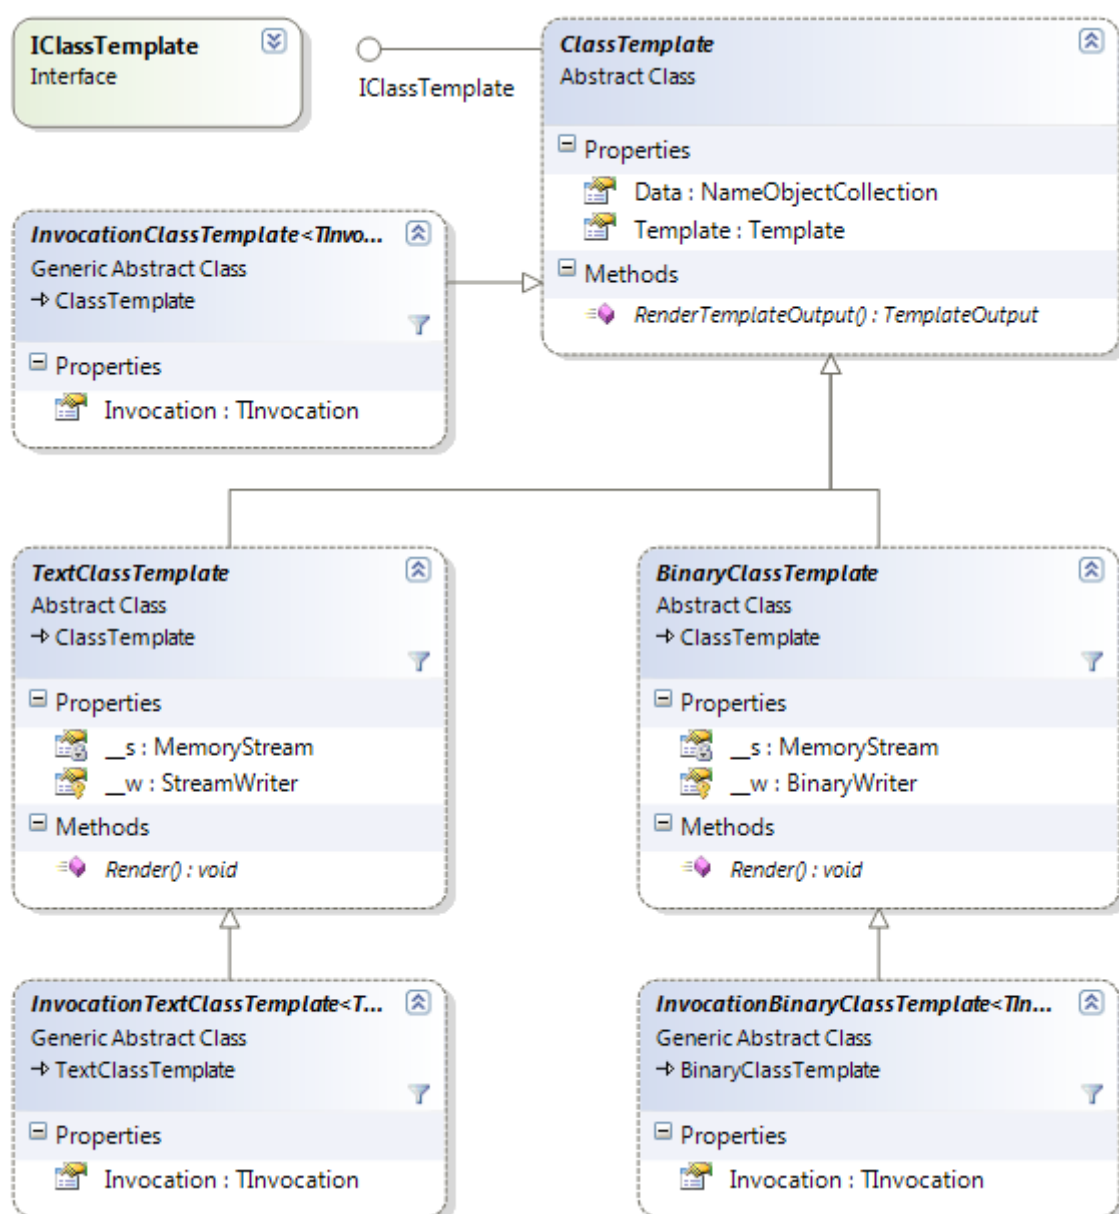 IClassTemplate
Interface
IClassTemplate
ClassTemplate
Abstract Class
Properties
Data : NameObjectCollection
Template : Template
Methods
RenderTemplateOutput() : TemplateOutput
InvocationClassTemplate<TInvo...
Generic Abstract Class
ClassTemplate
Properties
Invocation : TInvocation
TextClassTemplate
Abstract Class
ClassTemplate
Properties
__s : MemoryStream
__w : StreamWriter
Methods
Render() : void
BinaryClassTemplate
Abstract Class
ClassTemplate
Properties
__s : MemoryStream
__w : BinaryWriter
Methods
Render() : void
InvocationTextClassTemplate<T...
Generic Abstract Class
TextClassTemplate
Properties
Invocation : TInvocation
InvocationBinaryClassTemplate<TIn...
Generic Abstract Class
BinaryClassTemplate
Properties
Invocation : TInvocation